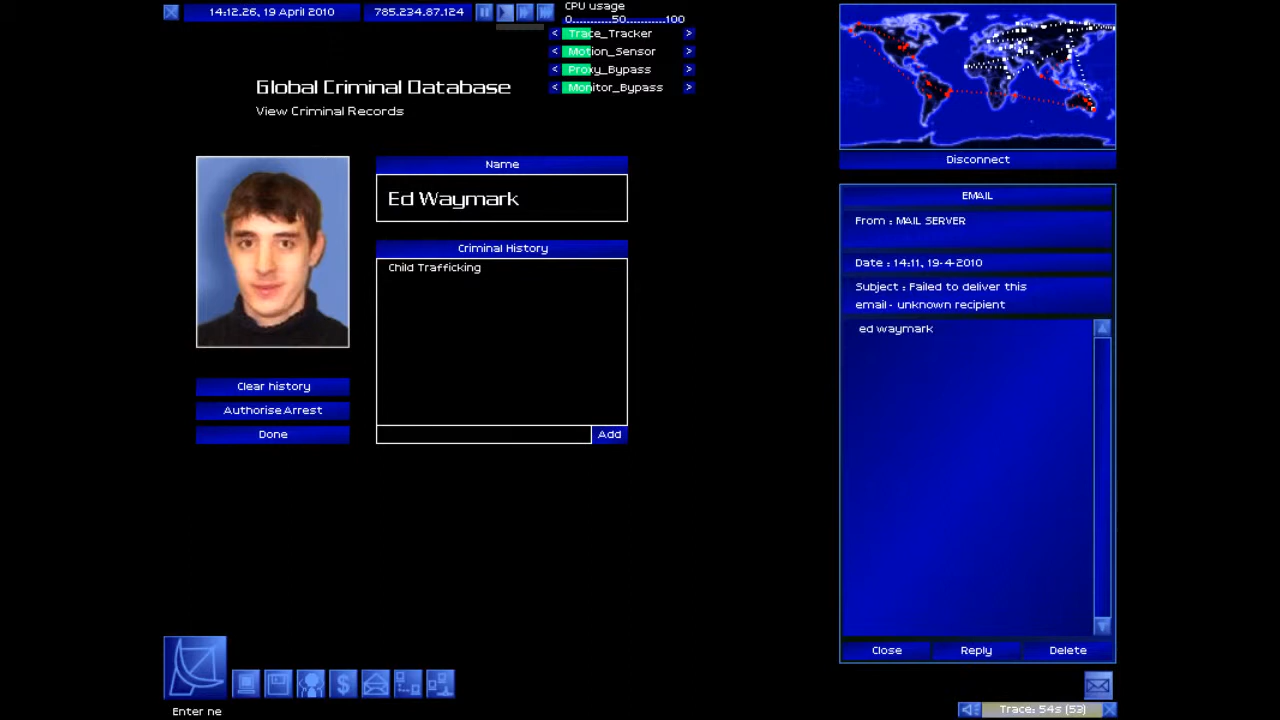 14:12.26, 19 April 2010
785.234.87.124
CPU usage
0............50...........100
< Trace_Tracker >
< Motion_Sensor >
< Proxy_Bypass >
< Monitor_Bypass >
Global Criminal Database
View Criminal Records
Name
Ed Waymark
Criminal History
Child Trafficking
Clear history
Authorise Arrest
Done
Add
Disconnect
EMAIL
From : MAIL SERVER
Date : 14:11, 19-4-2010
Subject : Failed to deliver this
email - unknown recipient
ed waymark
Close
Reply
Delete
$
Enter ne
Trace: 54s (53)